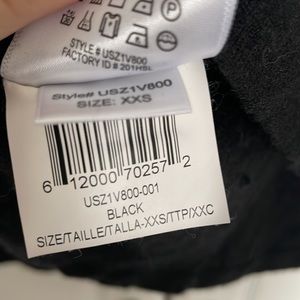 STYLE# USZ1V800
FACTORY ID # 201HSL
Style# USZ1V800
SIZE: XXS
6 12000 70257 2
USZ1V800-001
BLACK
SIZE/TAILLE/TALLA-XXS/TTP/XXC